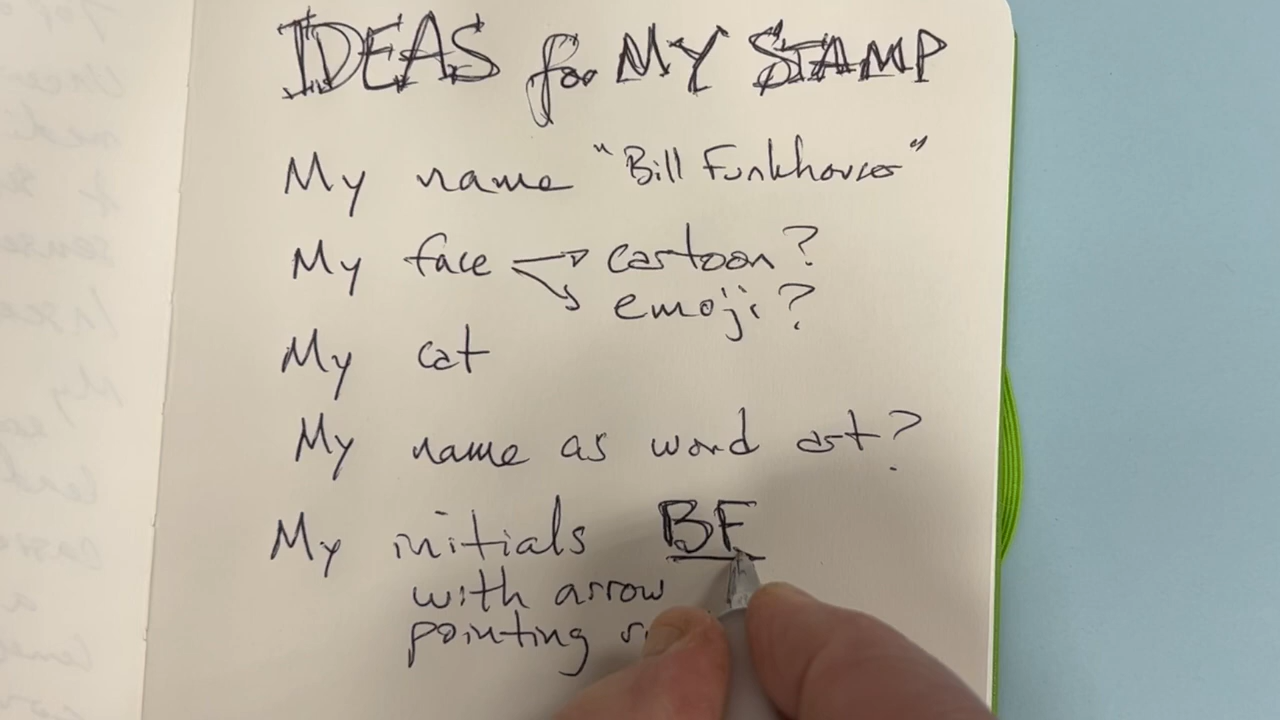 IDEAS for MY STAMP
My name "Bill Funkhouser"
My face → cartoon?
→ emoji?
My cat
My name as word art?
My initials BF
with arrow
pointing